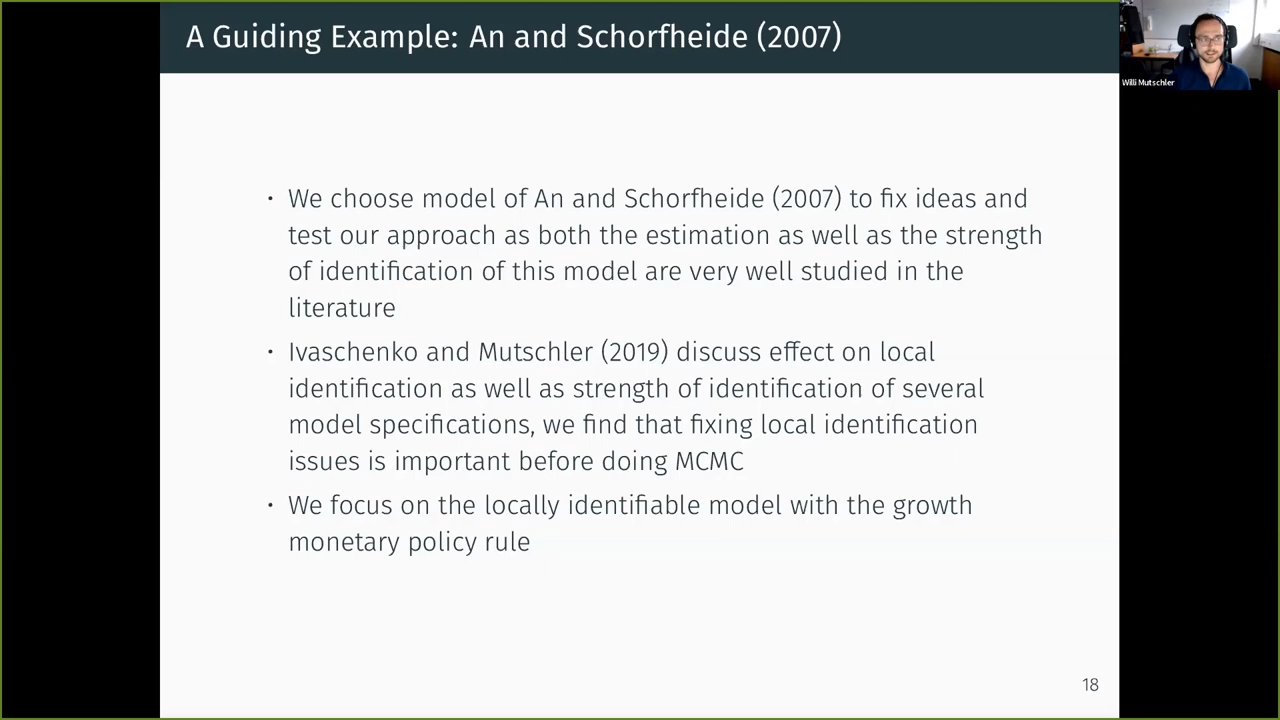 A Guiding Example: An and Schorfheide (2007)
Willi Mutschler
· We choose model of An and Schorfheide (2007) to fix ideas and
test our approach as both the estimation as well as the strength
of identification of this model are very well studied in the
literature
· Ivaschenko and Mutschler (2019) discuss effect on local
identification as well as strength of identification of several
model specifications, we find that fixing local identification
issues is important before doing MCMC
· We focus on the locally identifiable model with the growth
monetary policy rule
18